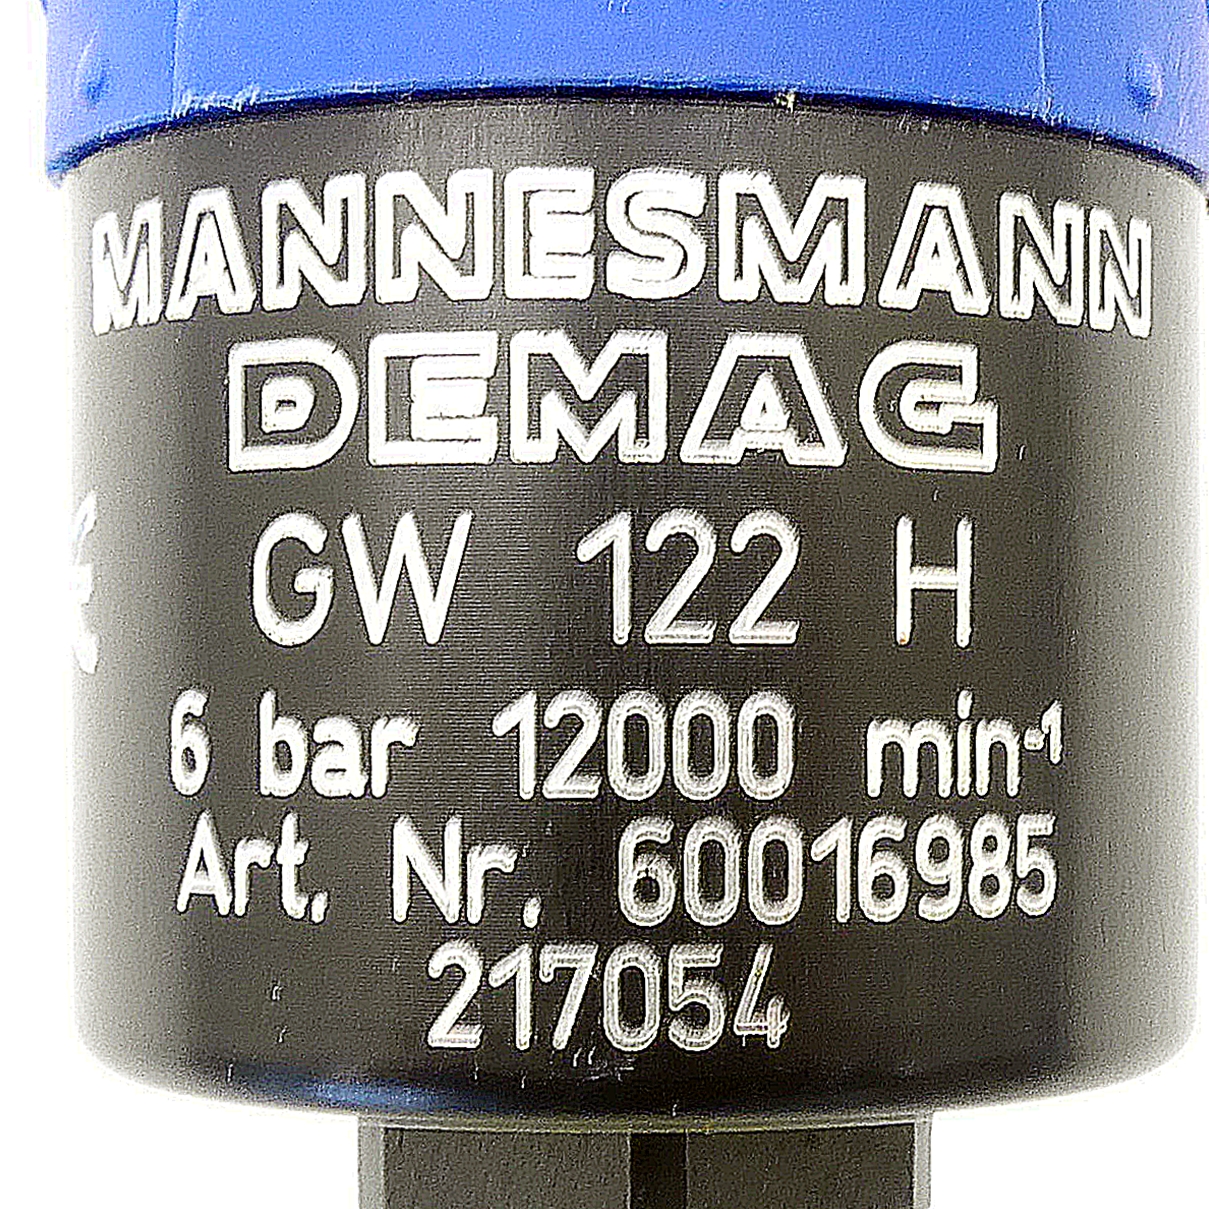 MANNESMANN
DEMAG
GW 122 H
6 bar 12000 min⁻¹
Art. Nr. 60016985
217054